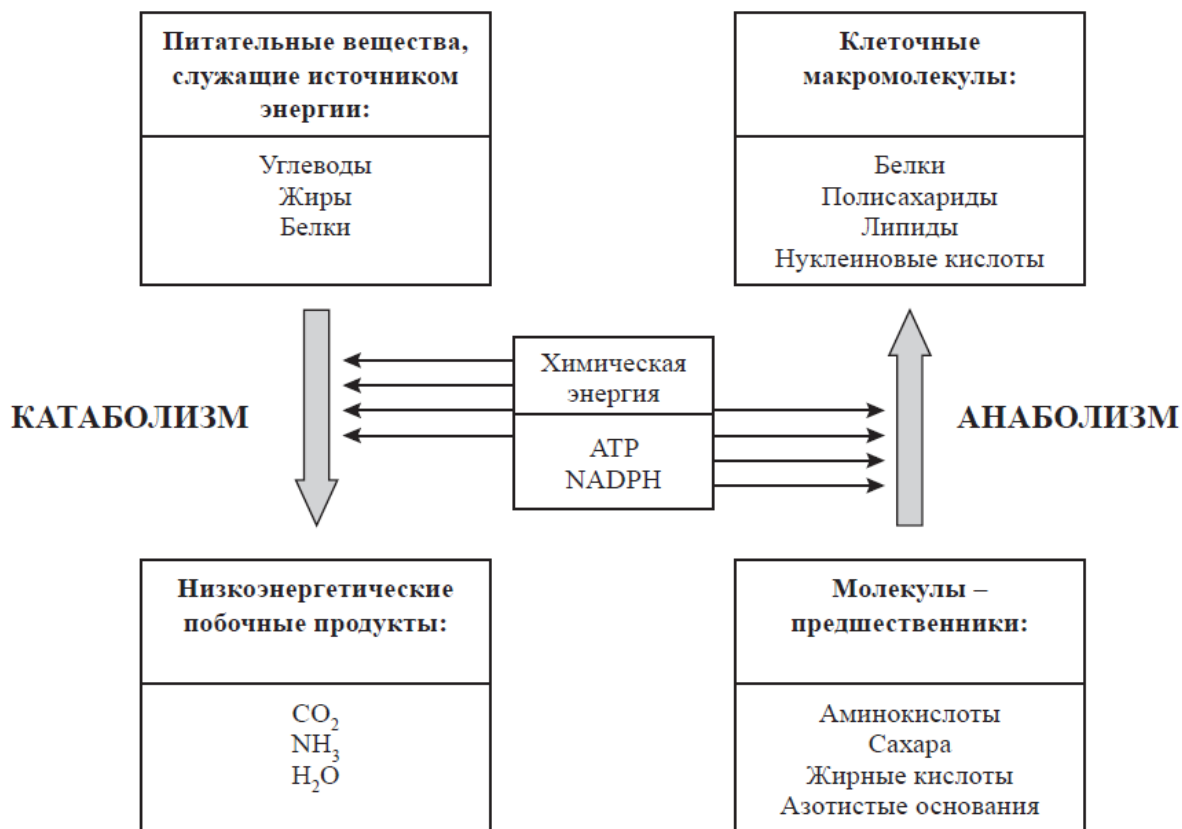 Питательные вещества,
служащие источником
энергии:
Углеводы
Жиры
Белки
Клеточные
макромолекулы:
Белки
Полисахариды
Липиды
Нуклеиновые кислоты
КАТАБОЛИЗМ
Химическая
энергия
ATP
NADPH
АНАБОЛИЗМ
Низкоэнергетические
побочные продукты:
CO₂
NH₃
H₂O
Молекулы –
предшественники:
Аминокислоты
Сахара
Жирные кислоты
Азотистые основания